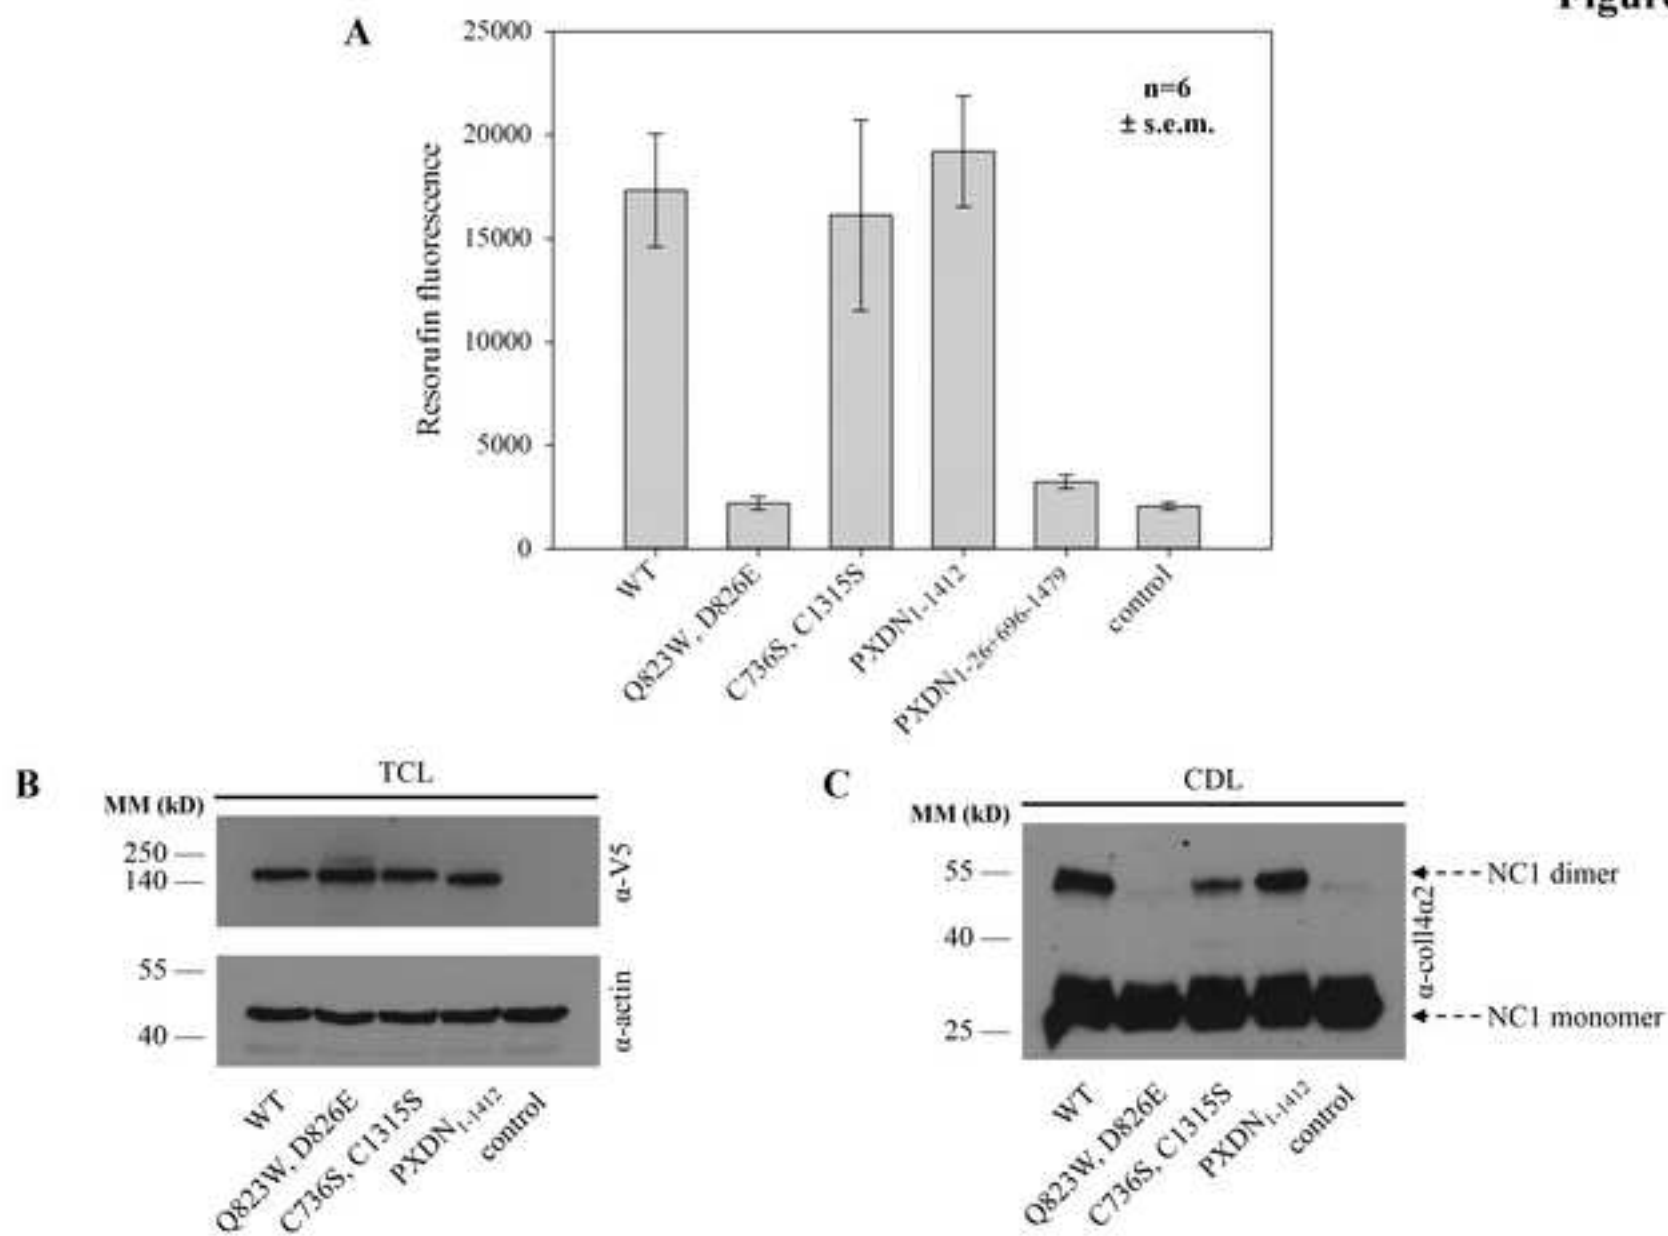 Figure
A
25000
20000
15000
10000
5000
0
Resorufin fluorescence
n=6
± s.e.m.
WT
Q823W, D826E
C736S, C1315S
PXDN1-1412
PXDN1-26+696-1479
control
B
TCL
MM (kD)
250
140
α-V5
55
40
α-actin
WT
Q823W, D826E
C736S, C1315S
PXDN1-1412
control
C
CDL
MM (kD)
55
40
25
NC1 dimer
α-coll4α2
NC1 monomer
WT
Q823W, D826E
C736S, C1315S
PXDN1-1412
control